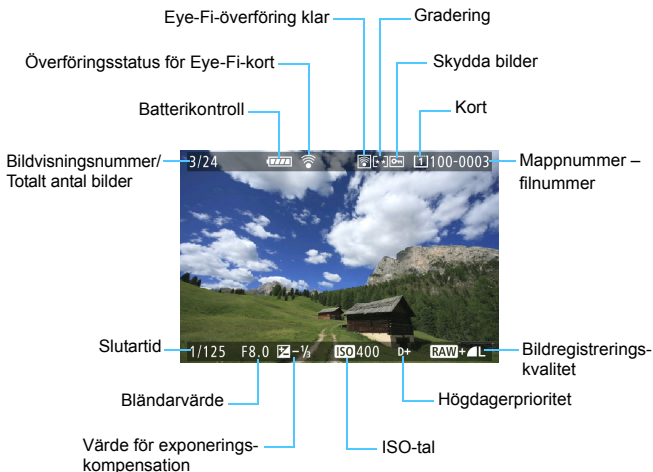 Eye-Fi-överföring klar
Gradering
Överföringsstatus för Eye-Fi-kort
Skydda bilder
Batterikontroll
Kort
Bildvisningsnummer/
Totalt antal bilder
3/24
1
100-0003
Mappnummer –
filnummer
Slutartid
1/125 F8.0 -⅓ ISO 400 D+ RAW+L
Bildregistrerings-
kvalitet
Bländarvärde
Högdagerprioritet
Värde för exponerings-
kompensation
ISO-tal